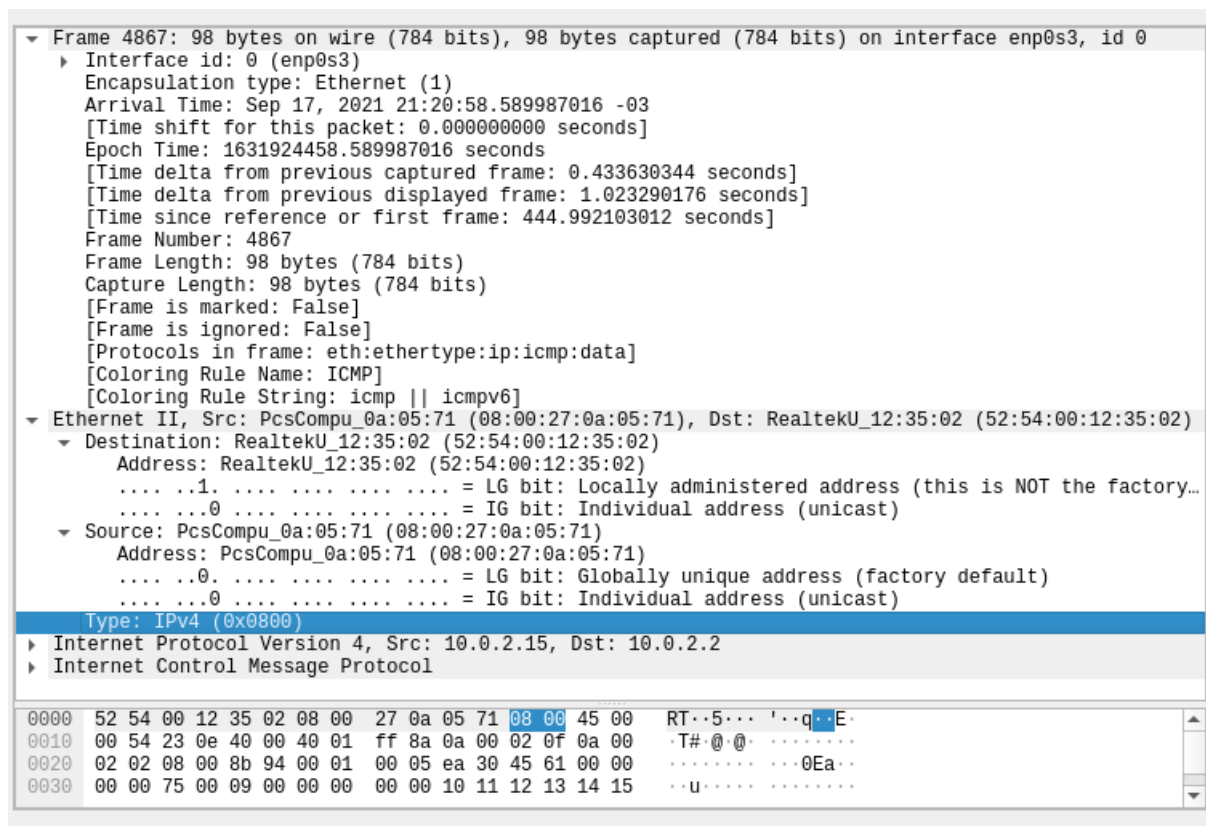 Frame 4867: 98 bytes on wire (784 bits), 98 bytes captured (784 bits) on interface enp0s3, id 0
Interface id: 0 (enp0s3)
Encapsulation type: Ethernet (1)
Arrival Time: Sep 17, 2021 21:20:58.589987016 -03
[Time shift for this packet: 0.000000000 seconds]
Epoch Time: 1631924458.589987016 seconds
[Time delta from previous captured frame: 0.433630344 seconds]
[Time delta from previous displayed frame: 1.023290176 seconds]
[Time since reference or first frame: 444.992103012 seconds]
Frame Number: 4867
Frame Length: 98 bytes (784 bits)
Capture Length: 98 bytes (784 bits)
[Frame is marked: False]
[Frame is ignored: False]
[Protocols in frame: eth:ethertype:ip:icmp:data]
[Coloring Rule Name: ICMP]
[Coloring Rule String: icmp || icmpv6]
Ethernet II, Src: PcsCompu_0a:05:71 (08:00:27:0a:05:71), Dst: RealtekU_12:35:02 (52:54:00:12:35:02)
Destination: RealtekU_12:35:02 (52:54:00:12:35:02)
Address: RealtekU_12:35:02 (52:54:00:12:35:02)
.... ..1. .... .... .... .... = LG bit: Locally administered address (this is NOT the factory…
.... ...0 .... .... .... .... = IG bit: Individual address (unicast)
Source: PcsCompu_0a:05:71 (08:00:27:0a:05:71)
Address: PcsCompu_0a:05:71 (08:00:27:0a:05:71)
.... ..0. .... .... .... .... = LG bit: Globally unique address (factory default)
.... ...0 .... .... .... .... = IG bit: Individual address (unicast)
Type: IPv4 (0x0800)
Internet Protocol Version 4, Src: 10.0.2.15, Dst: 10.0.2.2
Internet Control Message Protocol
0000 52 54 00 12 35 02 08 00 27 0a 05 71 08 00 45 00 RT··5··· '··q··E·
0010 00 54 23 0e 40 00 40 01 ff 8a 0a 00 02 0f 0a 00 ·T#·@·@· ········
0020 02 02 08 00 8b 94 00 01 00 05 ea 30 45 61 00 00 ········ ···0Ea··
0030 00 00 75 00 09 00 00 00 00 00 10 11 12 13 14 15 ··u····· ········